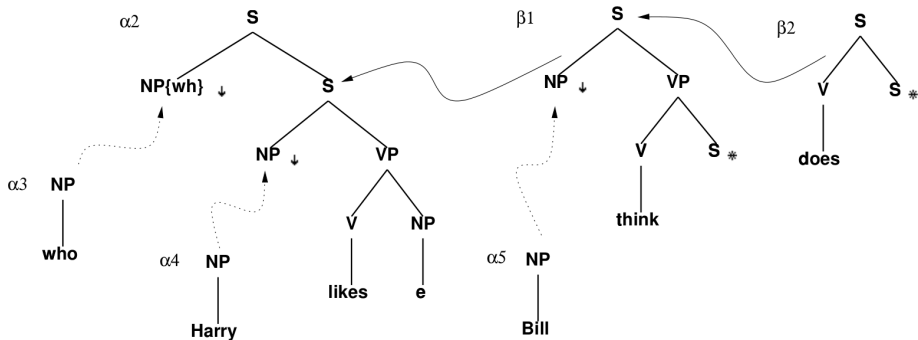 α2 S β1 S β2 S
NP{wh} ↓ S NP ↓ VP V S *
NP ↓ VP V S * does
α3 NP
V NP think
who α4 NP α5 NP
likes e
Harry Bill